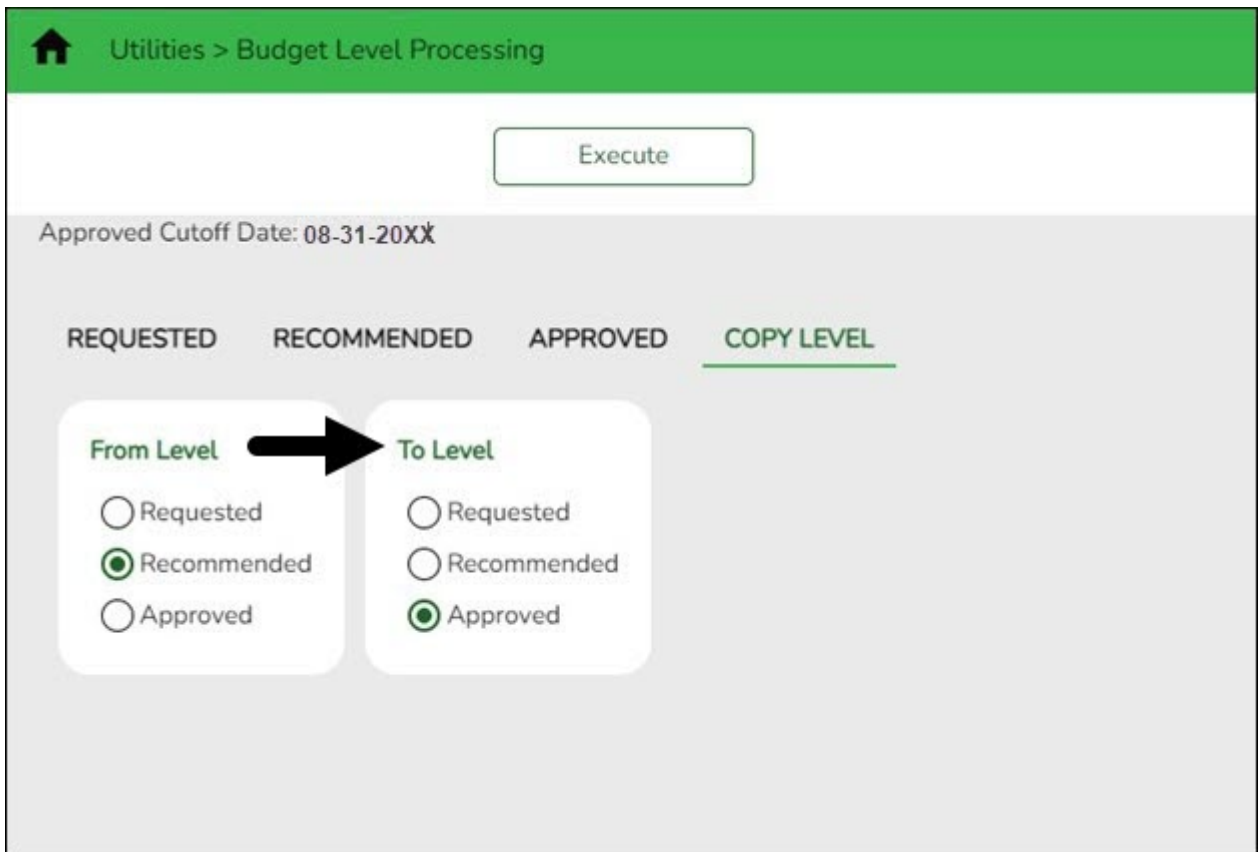 Utilities > Budget Level Processing
Execute
Approved Cutoff Date: 08-31-20XX
REQUESTED RECOMMENDED APPROVED COPY LEVEL
From Level To Level
Requested Requested
Recommended Recommended
Approved Approved